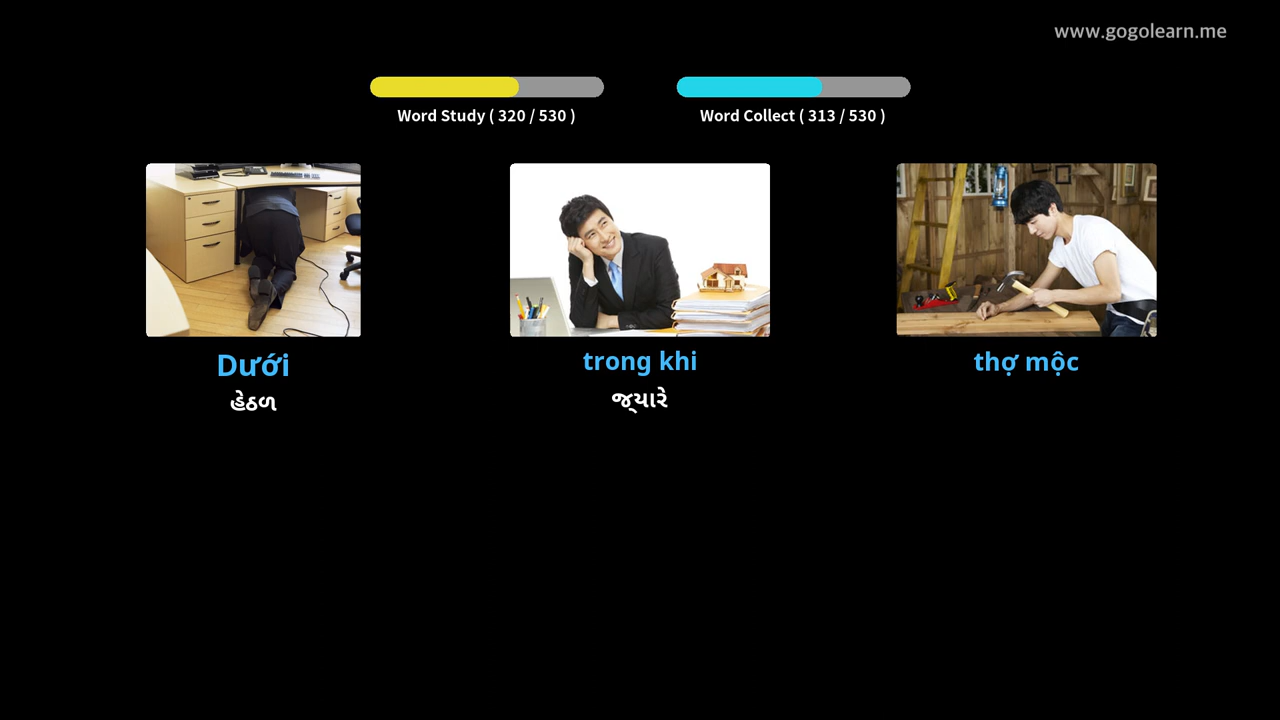 www.gogolearn.me
Word Study ( 320 / 530 )
Word Collect ( 313 / 530 )
Dưới
trong khi
thợ mộc
હેઠળ
જ્યારે